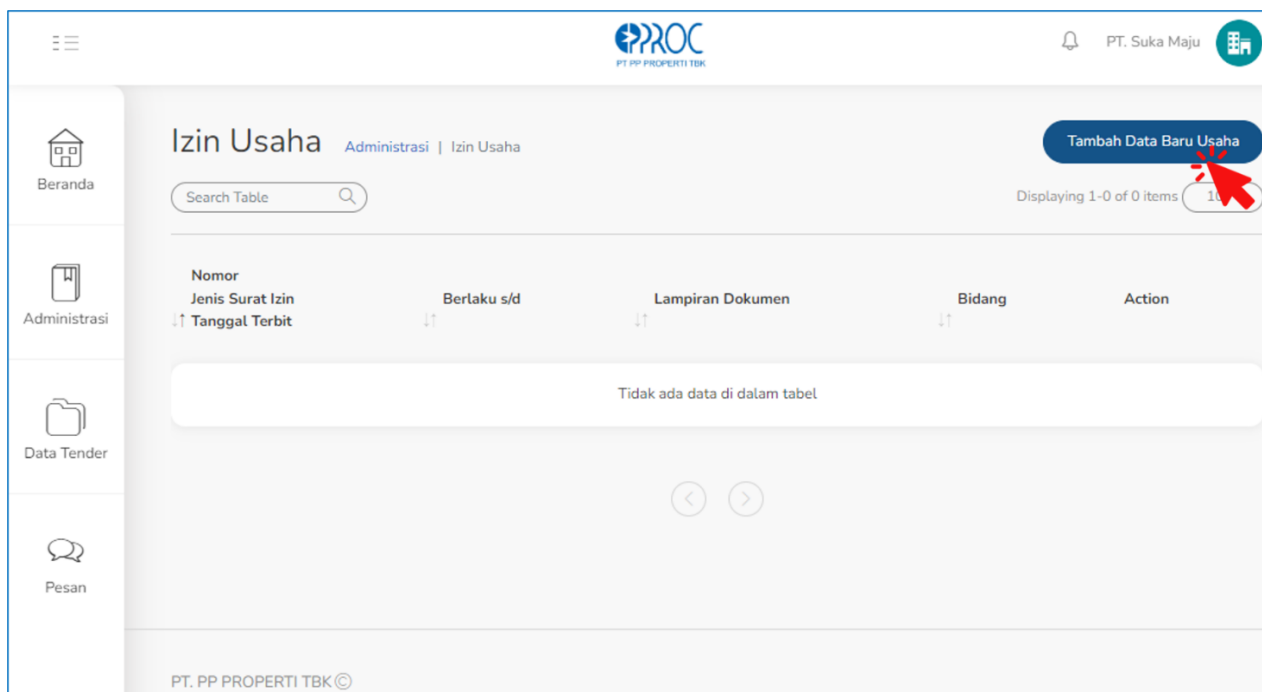 EPROC
PT PP PROPERTI TBK
PT. Suka Maju
Beranda
Administrasi
Data Tender
Pesan
Izin Usaha Administrasi | Izin Usaha
Tambah Data Baru Usaha
Search Table
Displaying 1-0 of 0 items
Nomor
Jenis Surat Izin
Tanggal Terbit
Berlaku s/d
Lampiran Dokumen
Bidang
Action
Tidak ada data di dalam tabel
PT. PP PROPERTI TBK ©